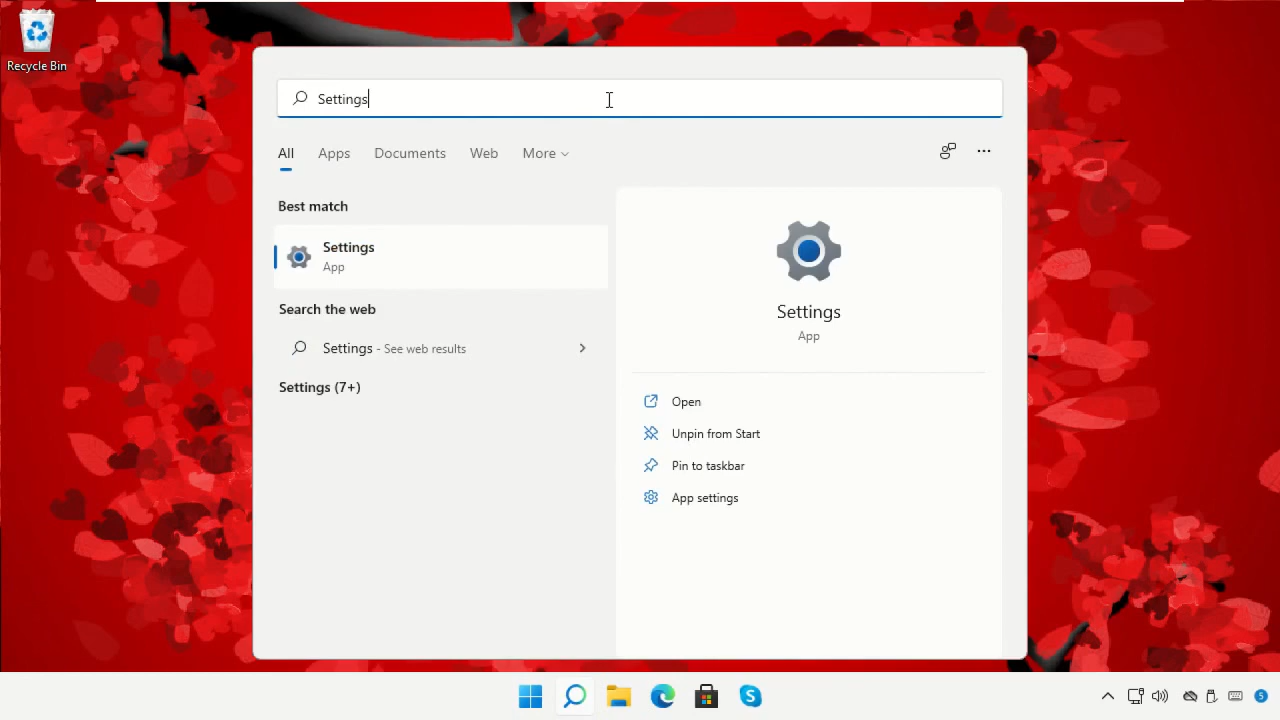 Recycle Bin
Settings
All Apps Documents Web More
Best match
Settings
App
Search the web
Settings - See web results
Settings (7+)
Settings
App
Open
Unpin from Start
Pin to taskbar
App settings
5